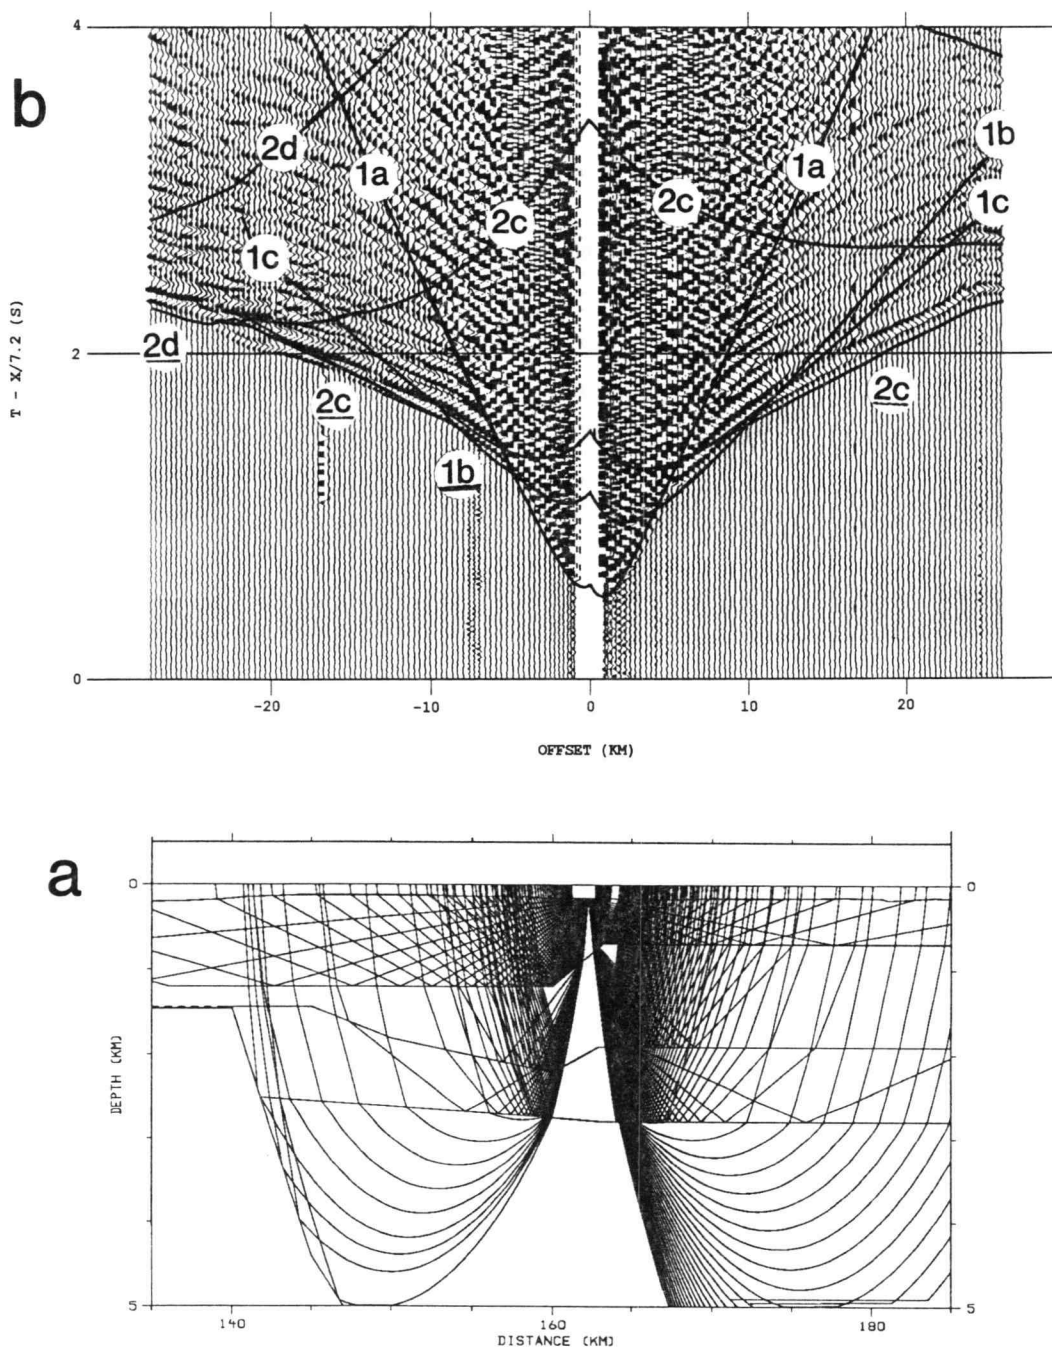 4
b
2d
1a
2c
1c
2d
2c
1b
2c
1a
1b
1c
2c
T - X/7.2 (S)
2
0
-20
-10
0
10
20
OFFSET (KM)
a
0
0
DEPTH (KM)
5
5
140
160
180
DISTANCE (KM)